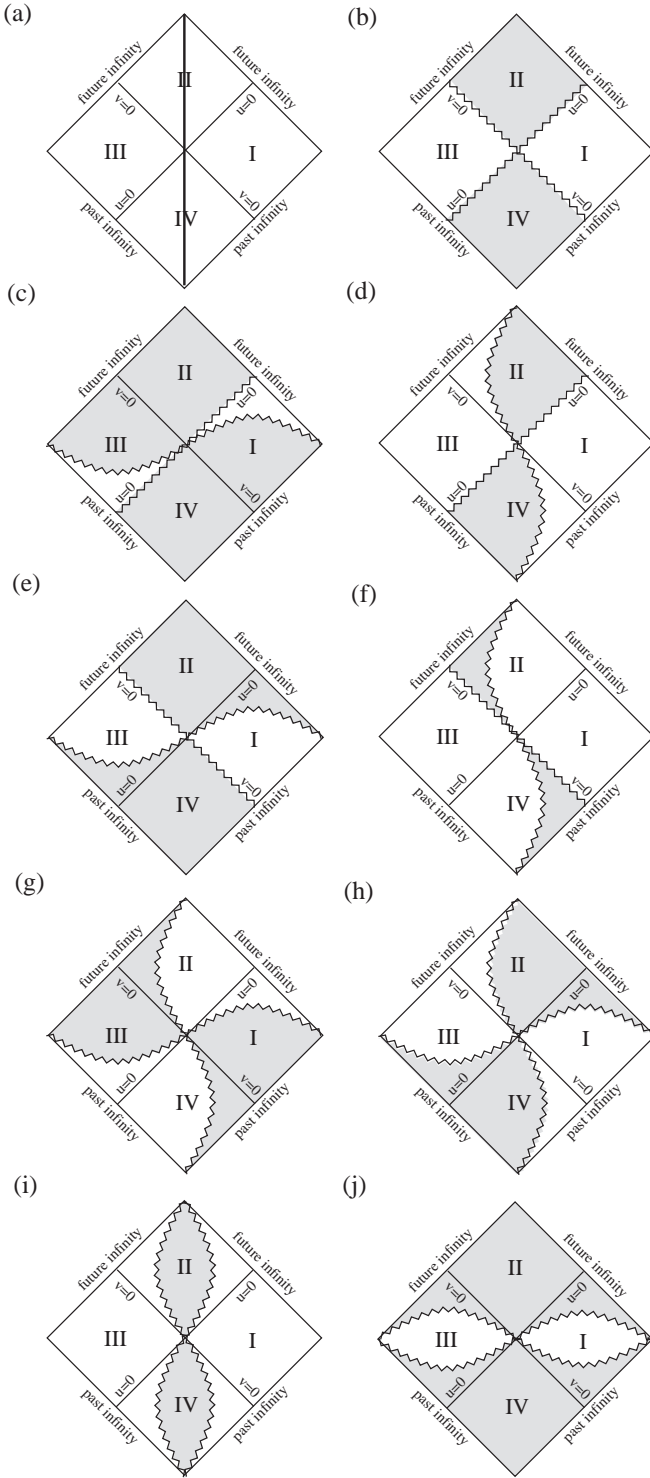 (a)
future infinity
II
future infinity
v=0
u=0
III
I
u=0
IV
v=0
past infinity
past infinity
(b)
future infinity
II
future infinity
v=0
u=0
III
I
u=0
IV
v=0
past infinity
past infinity
(c)
future infinity
II
future infinity
v=0
u=0
III
I
u=0
IV
v=0
past infinity
past infinity
(d)
future infinity
II
future infinity
v=0
u=0
III
I
u=0
IV
v=0
past infinity
past infinity
(e)
future infinity
II
future infinity
v=0
u=0
III
I
u=0
IV
v=0
past infinity
past infinity
(f)
future infinity
II
future infinity
v=0
u=0
III
I
u=0
IV
v=0
past infinity
past infinity
(g)
future infinity
II
future infinity
v=0
u=0
III
I
u=0
IV
v=0
past infinity
past infinity
(h)
future infinity
II
future infinity
v=0
u=0
III
I
u=0
IV
v=0
past infinity
past infinity
(i)
future infinity
II
future infinity
v=0
u=0
III
I
u=0
IV
v=0
past infinity
past infinity
(j)
future infinity
II
future infinity
v=0
u=0
III
I
u=0
IV
v=0
past infinity
past infinity